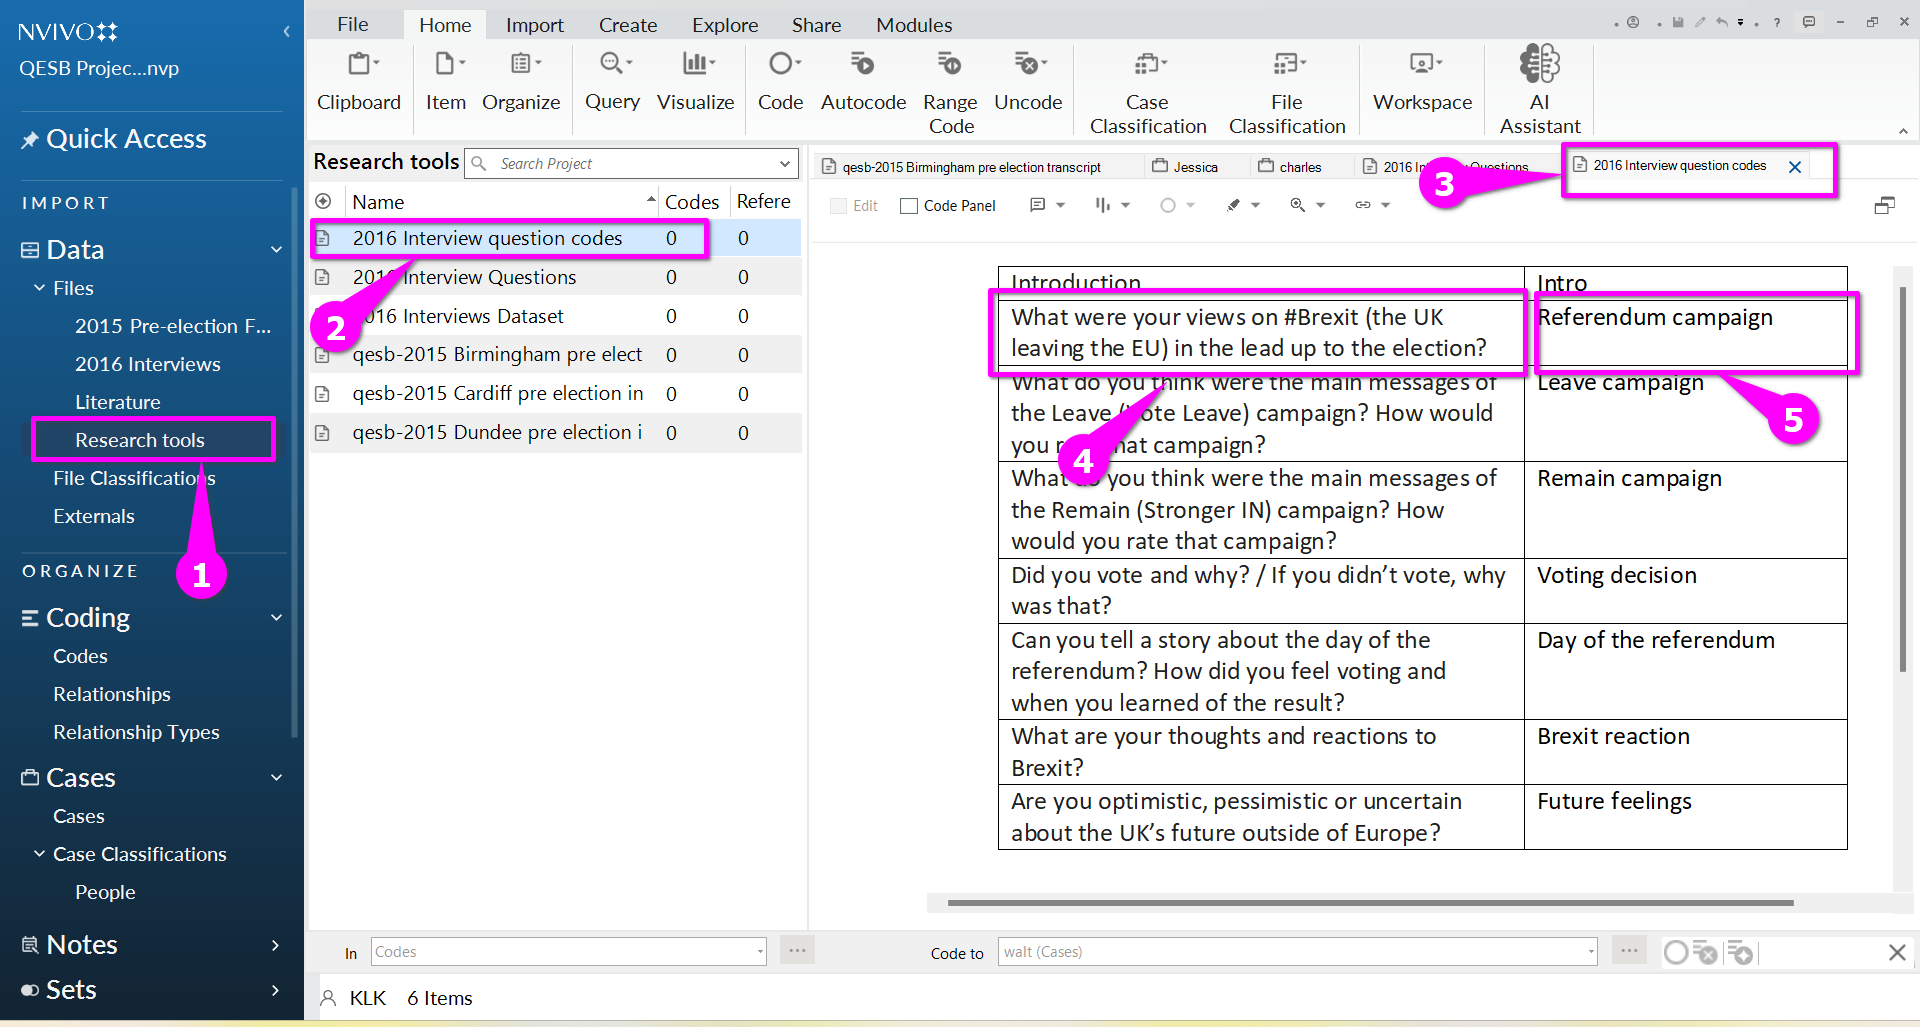 NVIVO
QESB Projec...nvp
Quick Access
IMPORT
Data
Files
2015 Pre-election F...
2016 Interviews
Literature
Research tools
File Classifications
Externals
ORGANIZE
Coding
Codes
Relationships
Relationship Types
Cases
Cases
Case Classifications
People
Notes
Sets
1
File Home Import Create Explore Share Modules
Clipboard Item Organize Query Visualize Code Autocode Range Code Uncode Case Classification File Classification Workspace AI Assistant
Research tools
Search Project
Name Codes Refere
2016 Interview question codes 0 0
2016 Interview Questions 0 0
2016 Interviews Dataset 0 0
qesb-2015 Birmingham pre elect 0 0
qesb-2015 Cardiff pre election in 0 0
qesb-2015 Dundee pre election i 0 0
2
qesb-2015 Birmingham pre election transcript Jessica charles 2016 Questions 2016 Interview question codes
3
Edit Code Panel
Introduction Intro
What were your views on #Brexit (the UK Referendum campaign
leaving the EU) in the lead up to the election?
What do you think were the main messages of Leave campaign
the Leave (Vote Leave) campaign? How would
you that campaign?
4
5
What do you think were the main messages of Remain campaign
the Remain (Stronger IN) campaign? How
would you rate that campaign?
Did you vote and why? / If you didn’t vote, why Voting decision
was that?
Can you tell a story about the day of the Day of the referendum
referendum? How did you feel voting and
when you learned of the result?
What are your thoughts and reactions to Brexit reaction
Brexit?
Are you optimistic, pessimistic or uncertain Future feelings
about the UK’s future outside of Europe?
In Codes ... Code to walt (Cases) ...
KLK 6 Items